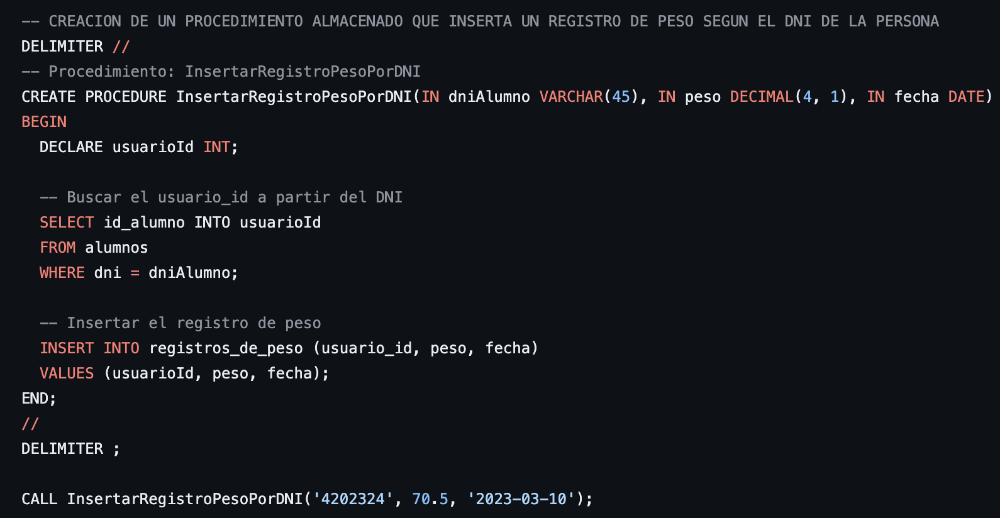 -- CREACION DE UN PROCEDIMIENTO ALMACENADO QUE INSERTA UN REGISTRO DE PESO SEGUN EL DNI DE LA PERSONA
DELIMITER //
-- Procedimiento: InsertarRegistroPesoPorDNI
CREATE PROCEDURE InsertarRegistroPesoPorDNI(IN dniAlumno VARCHAR(45), IN peso DECIMAL(4, 1), IN fecha DATE)
BEGIN
  DECLARE usuarioId INT;

  -- Buscar el usuario_id a partir del DNI
  SELECT id_alumno INTO usuarioId
  FROM alumnos
  WHERE dni = dniAlumno;

  -- Insertar el registro de peso
  INSERT INTO registros_de_peso (usuario_id, peso, fecha)
  VALUES (usuarioId, peso, fecha);
END;
//
DELIMITER ;

CALL InsertarRegistroPesoPorDNI('4202324', 70.5, '2023-03-10');